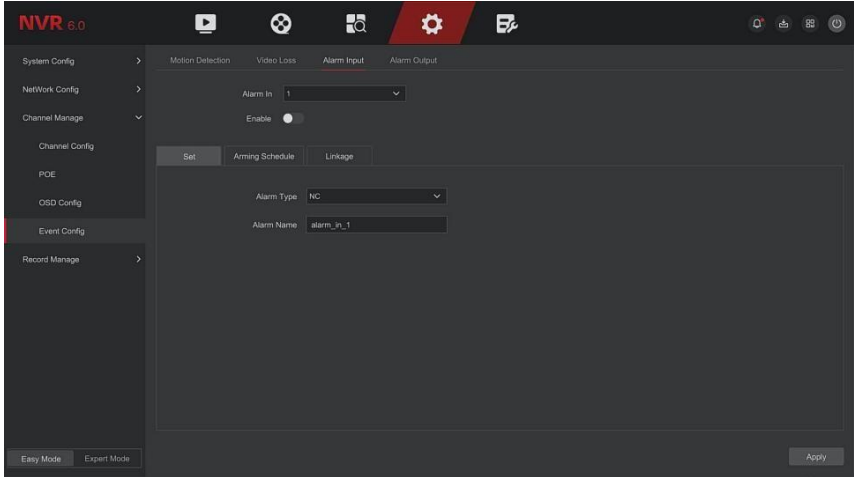 NVR 6.0
System Config
NetWork Config
Channel Manage
Channel Config
POE
OSD Config
Event Config
Record Manage
Easy Mode Expert Mode
Motion Detection Video Loss Alarm Input Alarm Output
Alarm In 1
Enable
Set Arming Schedule Linkage
Alarm Type NC
Alarm Name alarm_in_1
Apply